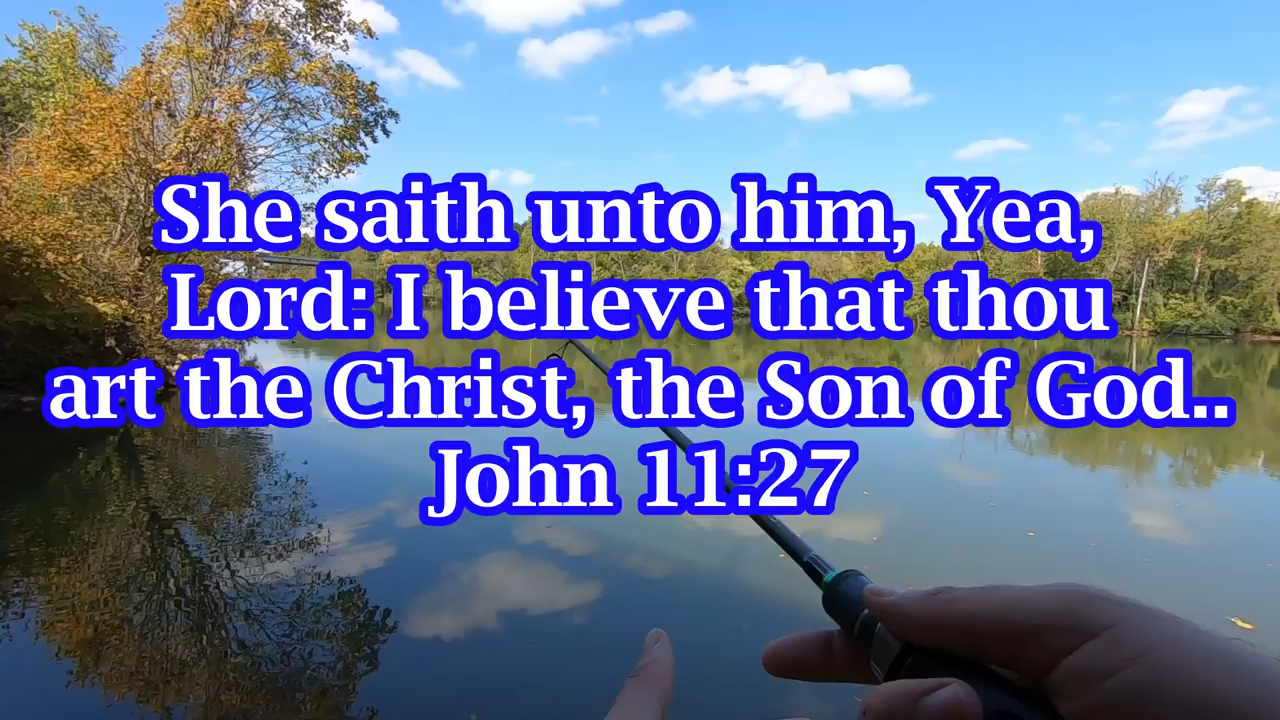 She saith unto him, Yea,
Lord: I believe that thou
art the Christ, the Son of God..
John 11:27